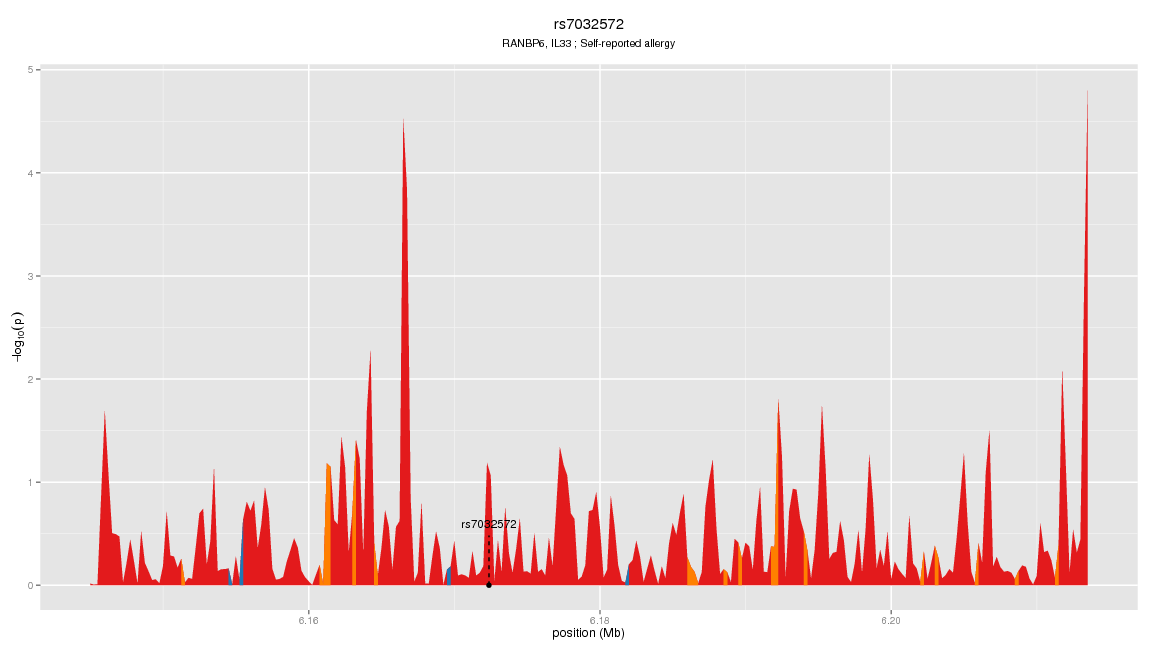 rs7032572
RANBP6, IL33 ; Self-reported allergy
5
4
3
2
1
0
−log10(p)
rs7032572
6.16 6.18 6.20
position (Mb)